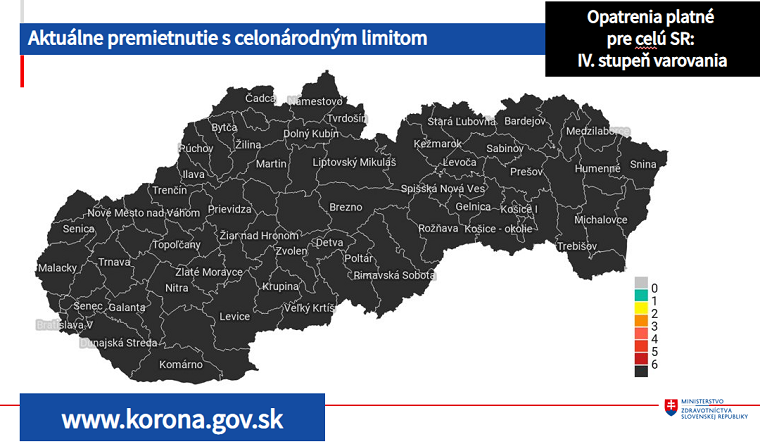 Aktuálne premietnutie s celonárodným limitom
Opatrenia platné
pre celú SR:
IV. stupeň varovania
Čadca
Námestovo
Tvrdošín
Bytča
Dolný Kubín
Púchov
Žilina
Martin
Liptovský Mikuláš
Ilava
Trenčín
Stará Ľubovňa
Bardejov
Medzilaborce
Kežmarok
Sabinov
Levoča
Prešov
Humenné
Snina
Spišská Nová Ves
Gelnica
Košice I
Michalovce
Rožňava
Košice - okolie
Trebišov
Nové Mesto nad Váhom
Prievidza
Brezno
Senica
Topoľčany
Žiar nad Hronom
Detva
Zvolen
Poltár
Rimavská Sobota
Malacky
Trnava
Zlaté Moravce
Nitra
Krupina
Senec
Galanta
Levice
Veľký Krtíš
Bratislava V
Dunajská Streda
Komárno
0
1
2
3
4
5
6
www.korona.gov.sk
MINISTERSTVO
ZDRAVOTNÍCTVA
SLOVENSKEJ REPUBLIKY